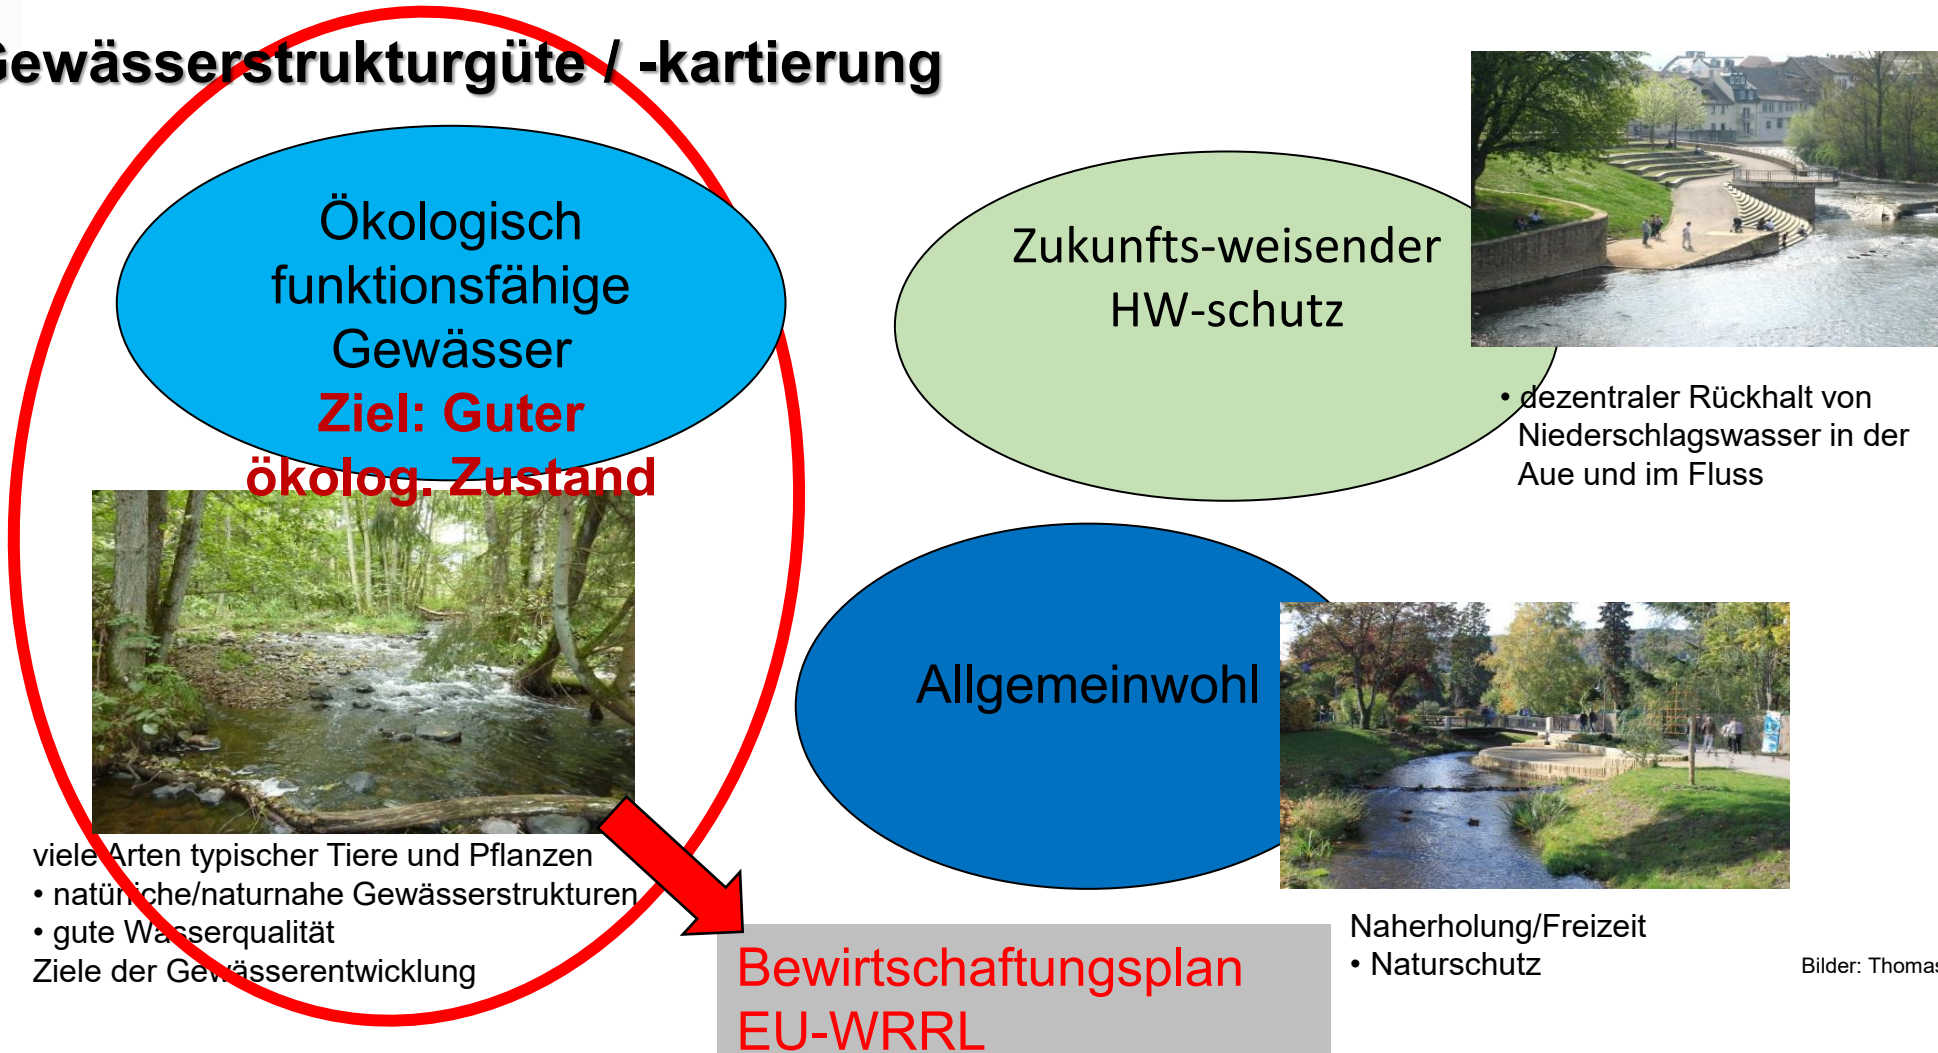 Gewässerstrukturgüte / -kartierung
Ökologisch
funktionsfähige
Gewässer
Ziel: Guter
ökolog. Zustand
viele Arten typischer Tiere und Pflanzen
• natürliche/naturnahe Gewässerstrukturen
• gute Wasserqualität
Ziele der Gewässerentwicklung
Zukunfts-weisender
HW-schutz
• dezentraler Rückhalt von
Niederschlagswasser in der
Aue und im Fluss
Allgemeinwohl
Naherholung/Freizeit
• Naturschutz
Bewirtschaftungsplan
EU-WRRL
Bilder: Thomas